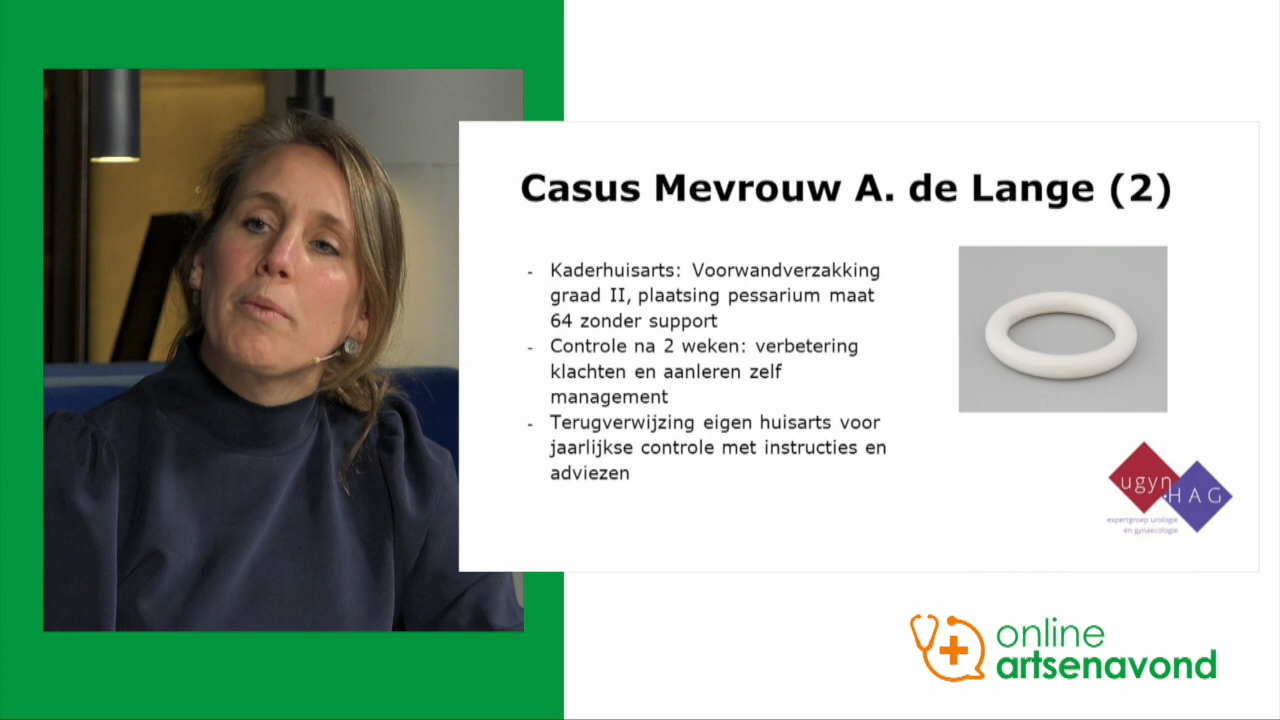 Casus Mevrouw A. de Lange (2)
- Kaderhuisarts: Voorwandverzakking
graad II, plaatsing pessarium maat
64 zonder support
- Controle na 2 weken: verbetering
klachten en aanleren zelf
management
- Terugverwijzing eigen huisarts voor
jaarlijkse controle met instructies en
adviezen
ugyn
HAG
expertgroep urologie
en gynaecologie
online
artsenavond